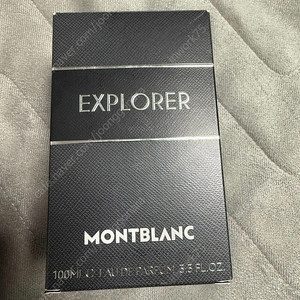 EXPLORER
MONTBLANC
100ML ℮ EAU DE PARFUM 3.3 FL.OZ.